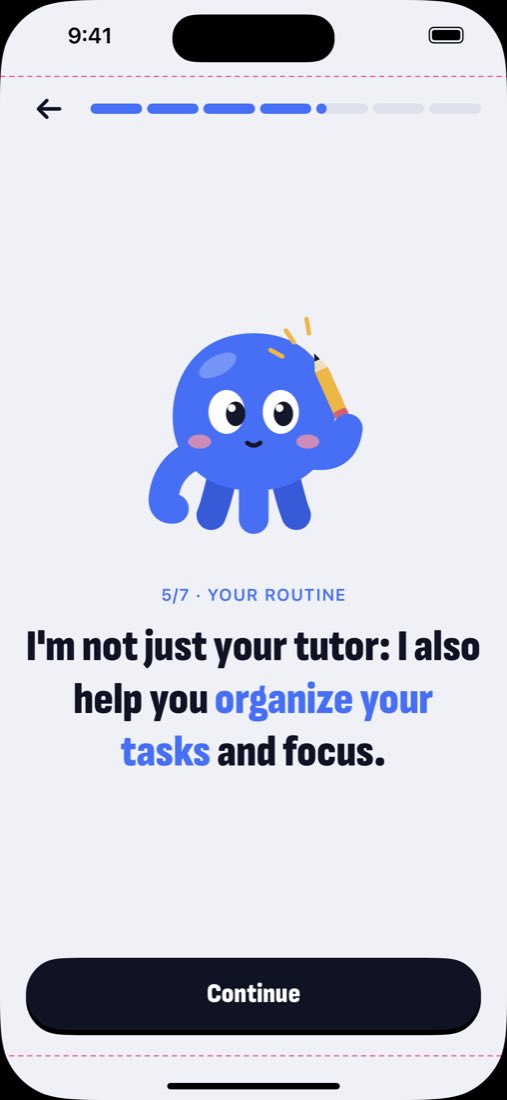 9:41
5/7 · YOUR ROUTINE
I'm not just your tutor: I also
help you organize your
tasks and focus.
Continue